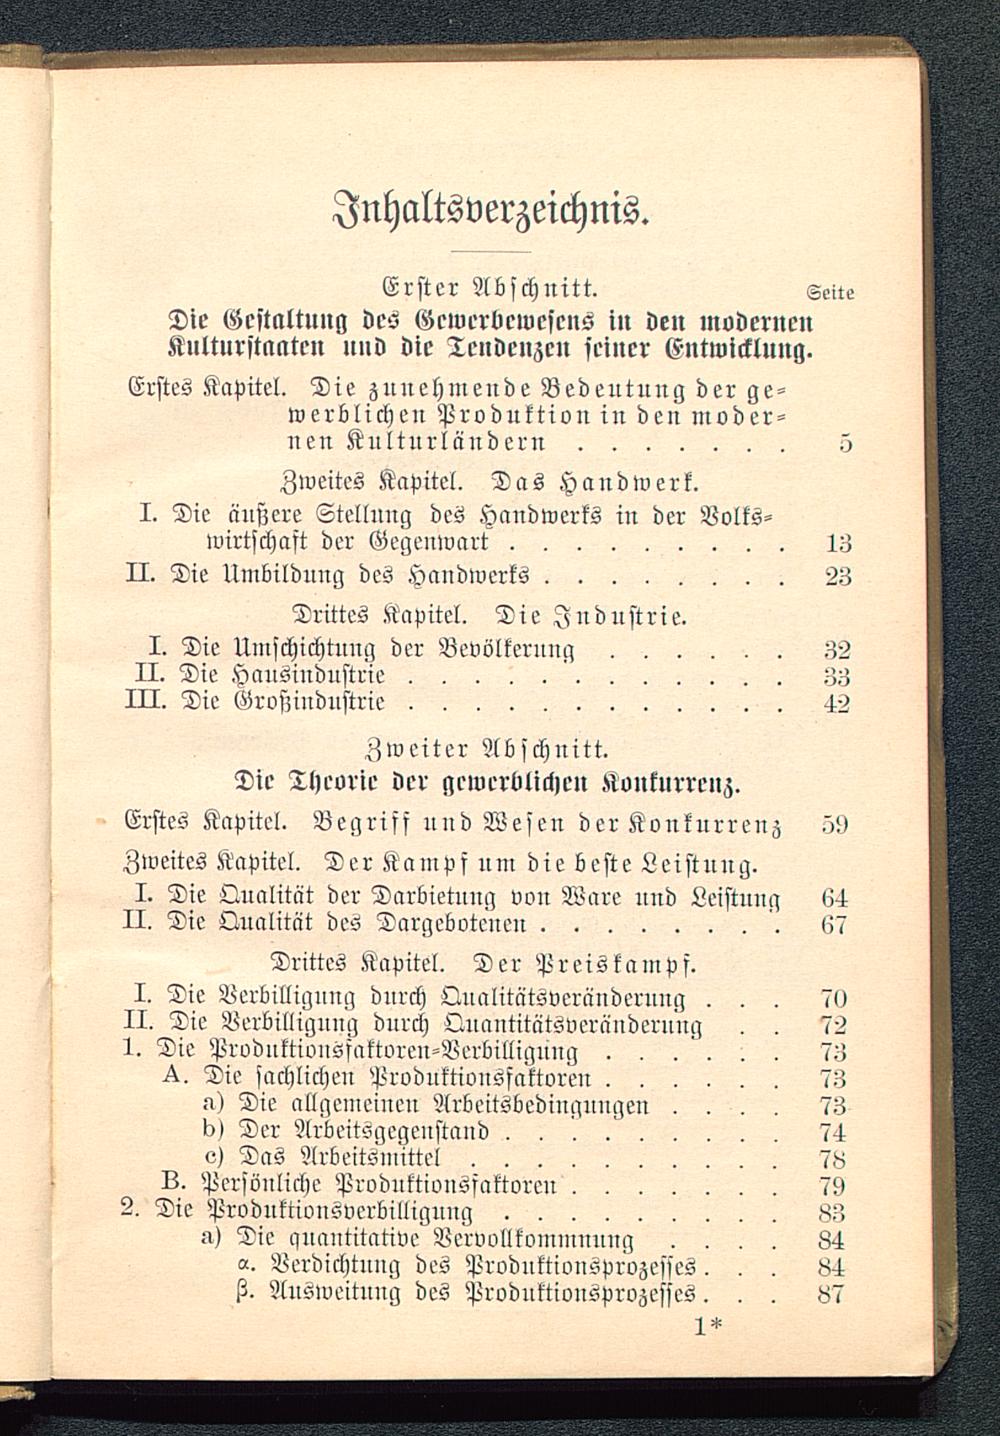 Inhaltsverzeichnis.
Erster Abschnitt. Seite
Die Gestaltung des Gewerbewesens in den modernen
Kulturstaaten und die Tendenzen seiner Entwicklung.
Erstes Kapitel. Die zunehmende Bedeutung der ge-
werblichen Produktion in den moder-
nen Kulturländern . . . . . . . 5
Zweites Kapitel. Das Handwerk.
I. Die äußere Stellung des Handwerks in der Volks-
wirtschaft der Gegenwart . . . . . . . . . 13
II. Die Umbildung des Handwerks . . . . . . . . 23
Drittes Kapitel. Die Industrie.
I. Die Umschichtung der Bevölkerung . . . . . . 32
II. Die Hausindustrie . . . . . . . . . . . . 33
III. Die Großindustrie . . . . . . . . . . . . 42
Zweiter Abschnitt.
Die Theorie der gewerblichen Konkurrenz.
Erstes Kapitel. Begriff und Wesen der Konkurrenz 59
Zweites Kapitel. Der Kampf um die beste Leistung.
I. Die Qualität der Darbietung von Ware und Leistung 64
II. Die Qualität des Dargebotenen . . . . . . . . 67
Drittes Kapitel. Der Preiskampf.
I. Die Verbilligung durch Qualitätsveränderung . . . 70
II. Die Verbilligung durch Quantitätsveränderung . . 72
1. Die Produktionsfaktoren-Verbilligung . . . . . . 73
A. Die sachlichen Produktionsfaktoren . . . . . . 73
a) Die allgemeinen Arbeitsbedingungen . . . . 73
b) Der Arbeitsgegenstand . . . . . . . . . 74
c) Das Arbeitsmittel . . . . . . . . . . 78
B. Persönliche Produktionsfaktoren . . . . . . . 79
2. Die Produktionsverbilligung . . . . . . . . . 83
a) Die quantitative Vervollkommnung . . . . 84
α. Verdichtung des Produktionsprozesses . . . 84
β. Ausweitung des Produktionsprozesses . . . 87
1*